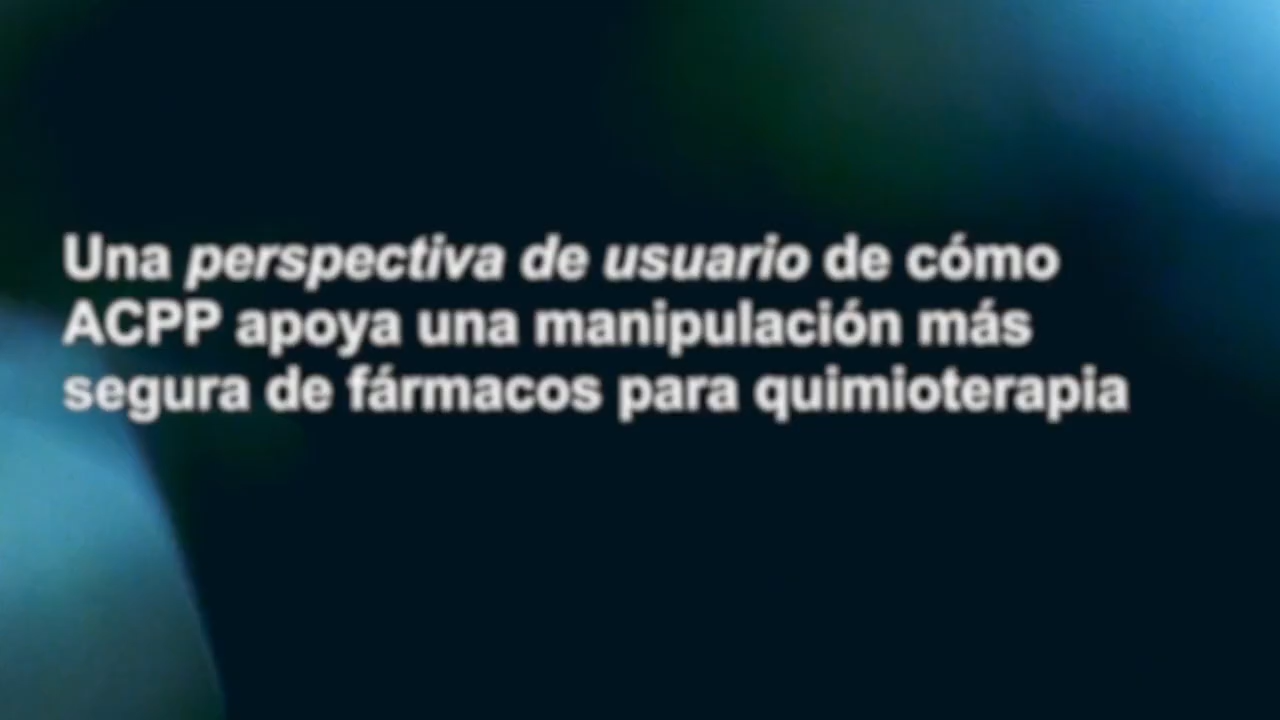 Una perspectiva de usuario de cómo
ACPP apoya una manipulación más
segura de fármacos para quimioterapia